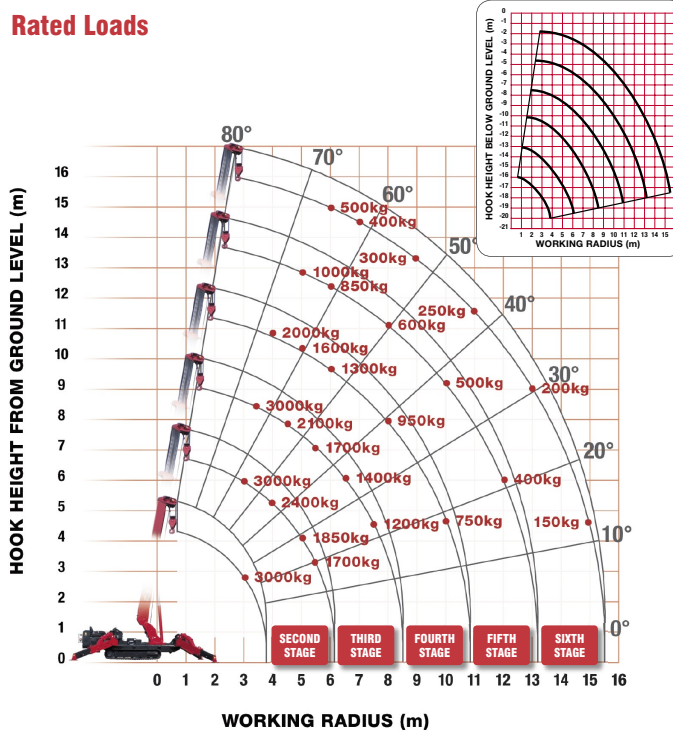 Rated Loads
HOOK HEIGHT BELOW GROUND LEVEL (m)
-0
-1
-2
-3
-4
-5
-6
-7
-8
-9
-10
-11
-12
-13
-14
-15
-16
-17
-18
-19
-20
-21
1 2 3 4 5 6 7 8 9 10 11 12 13 14 15
WORKING RADIUS (m)
HOOK HEIGHT FROM GROUND LEVEL (m)
16
15
14
13
12
11
10
9
8
7
6
5
4
3
2
1
0
80°
70°
60°
50°
40°
30°
20°
10°
0°
500kg
400kg
300kg
250kg
200kg
150kg
1000kg
850kg
600kg
500kg
400kg
2000kg
1600kg
1300kg
950kg
750kg
3000kg
2100kg
1700kg
1400kg
1200kg
3000kg
2400kg
1850kg
1700kg
3000kg
SECOND
STAGE
THIRD
STAGE
FOURTH
STAGE
FIFTH
STAGE
SIXTH
STAGE
0 1 2 3 4 5 6 7 8 9 10 11 12 13 14 15 16
WORKING RADIUS (m)